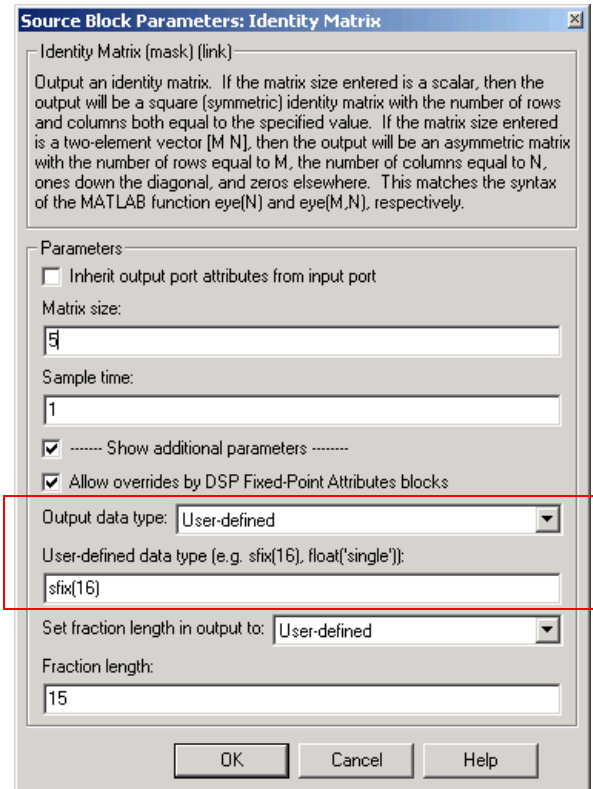 Source Block Parameters: Identity Matrix
Identity Matrix (mask) (link)
Output an identity matrix.  If the matrix size entered is a scalar, then the
output will be a square (symmetric) identity matrix with the number of rows
and columns both equal to the specified value.  If the matrix size entered
is a two-element vector [M N], then the output will be an asymmetric matrix
with the number of rows equal to M, the number of columns equal to N,
ones down the diagonal, and zeros elsewhere.  This matches the syntax
of the MATLAB function eye(N) and eye(M,N), respectively.
Parameters
Inherit output port attributes from input port
Matrix size:
5
Sample time:
1
------- Show additional parameters --------
Allow overrides by DSP Fixed-Point Attributes blocks
Output data type: User-defined
User-defined data type (e.g. sfix(16), float('single')):
sfix(16)
Set fraction length in output to: User-defined
Fraction length:
15
OK Cancel Help